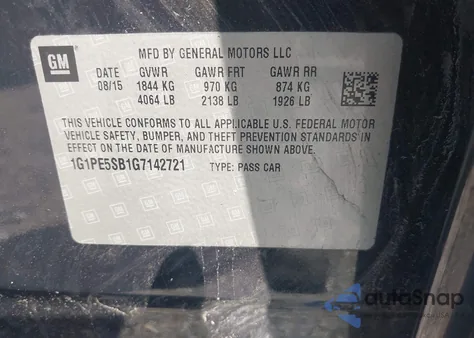 GM
MFD BY GENERAL MOTORS LLC
DATE GVWR GAWR FRT GAWR RR
08/15 1844 KG 970 KG 874 KG
4064 LB 2138 LB 1926 LB
THIS VEHICLE CONFORMS TO ALL APPLICABLE U.S. FEDERAL MOTOR
VEHICLE SAFETY, BUMPER, AND THEFT PREVENTION STANDARDS IN
EFFECT ON THE DATE OF MANUFACTURE SHOWN ABOVE.
1G1PE5SB1G7142721 TYPE: PASS CAR
autoSnap